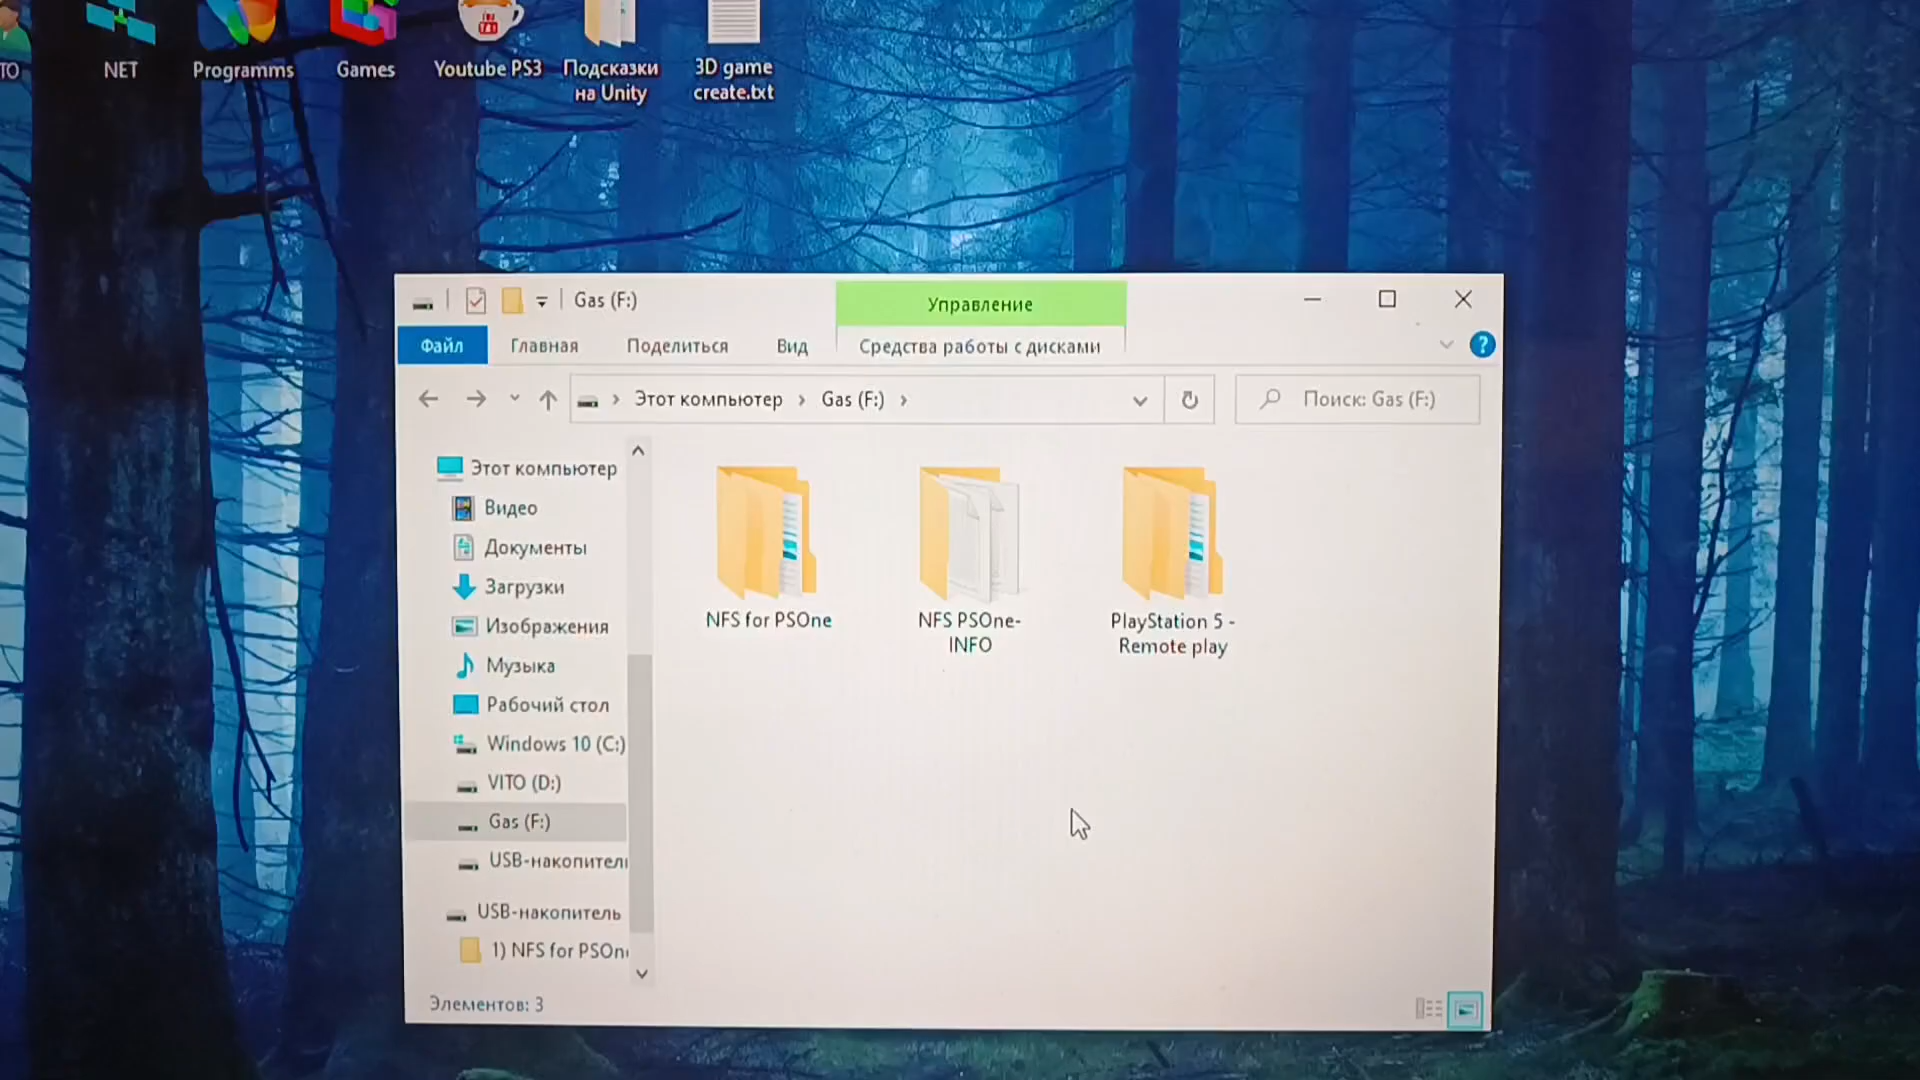 ТО
NET
Programms
Games
Youtube PS3
Подсказки
на Unity
3D game
create.txt
Gas (F:)
Управление
Файл
Главная
Поделиться
Вид
Средства работы с дисками
?
Этот компьютер
Gas (F:)
Поиск: Gas (F:)
Этот компьютер
Видео
Документы
Загрузки
Изображения
Музыка
Рабочий стол
Windows 10 (C:)
VITO (D:)
Gas (F:)
USB-накопитель
USB-накопитель
1) NFS for PSOn
NFS for PSOne
NFS PSOne-
INFO
PlayStation 5 -
Remote play
Элементов: 3